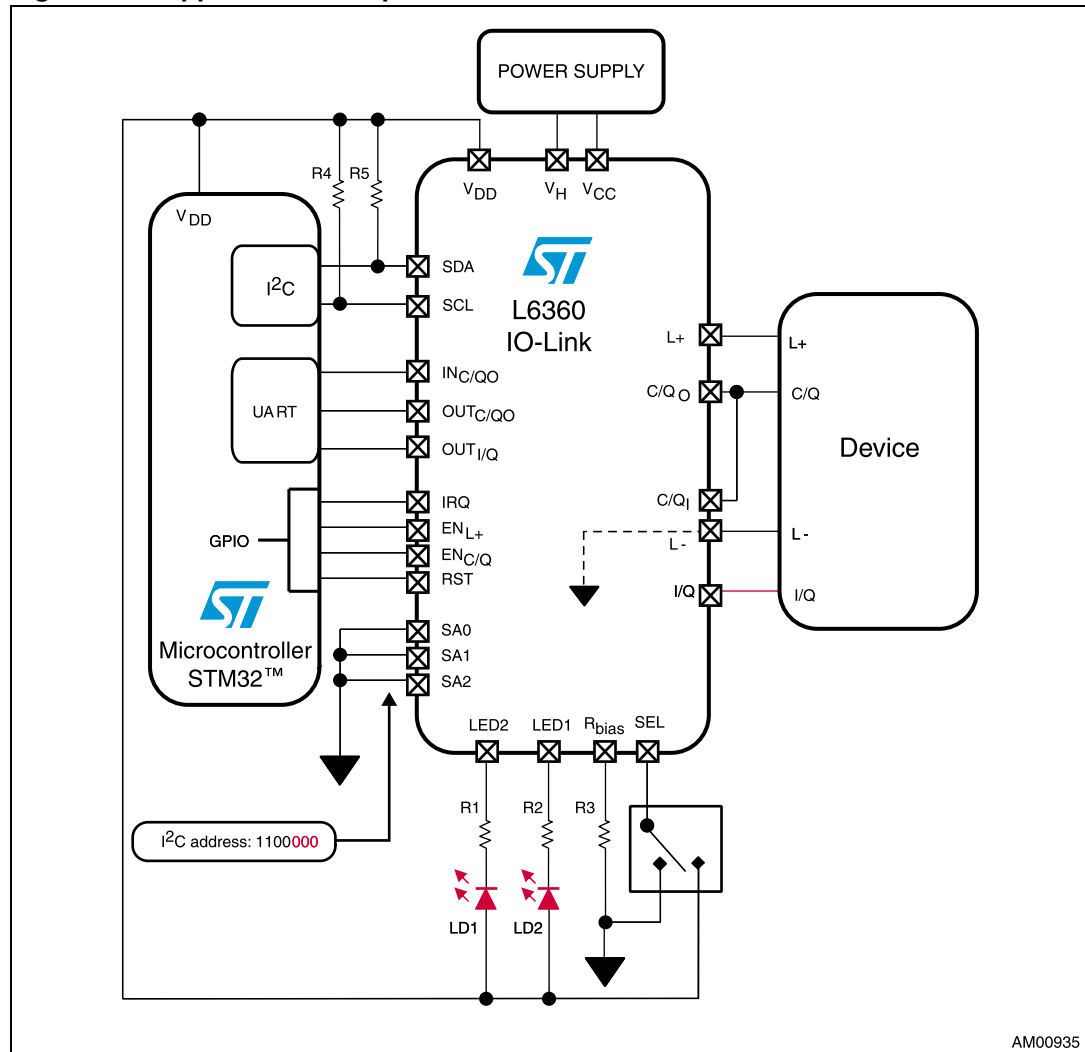 POWER SUPPLY
R4
R5
VDD
VH
VCC
VDD
ST
I2C
SDA
SCL
L6360
IO-Link
L+
L+
INC/QO
C/QO
C/Q
UART
OUTC/QO
OUTI/Q
Device
IRQ
C/QI
GPIO
ENL+
L-
L -
ENC/Q
RST
I/Q
I/Q
ST
SA0
Microcontroller
SA1
STM32™
SA2
LED2
LED1
Rbias
SEL
R1
R2
R3
I2C address: 1100000
LD1
LD2
AM00935